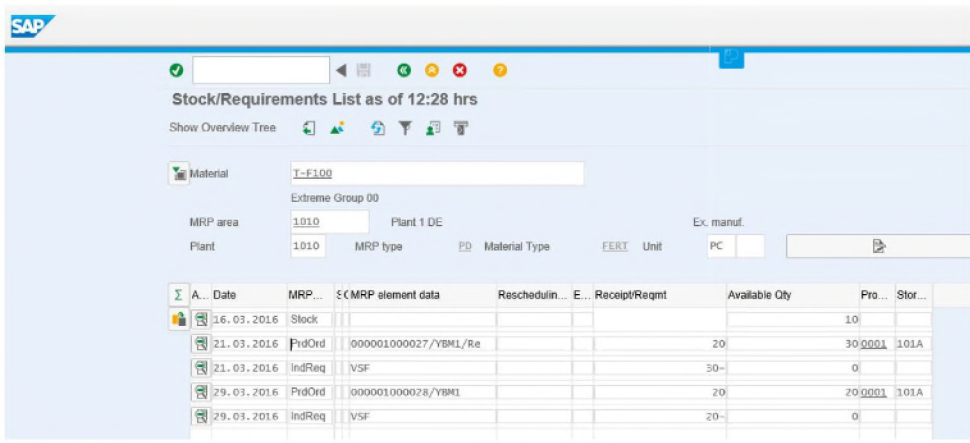 SAP
Stock/Requirements List as of 12:28 hrs
Show Overview Tree
Material T-F100
Extreme Group 00
MRP area 1010 Plant 1 DE Ex. manuf.
Plant 1010 MRP type PD Material Type FERT Unit PC
Σ A... Date MRP... S MRP element data Reschedulin... E... Receipt/Reqmt Available Qty Pro... Stor...
16.03.2016 Stock 10
21.03.2016 PrdOrd 000001000027/YBM1/Re 20 30 0001 101A
21.03.2016 IndReq VSF 30- 0
29.03.2016 PrdOrd 000001000028/YBM1 20 20 0001 101A
29.03.2016 IndReq VSF 20- 0